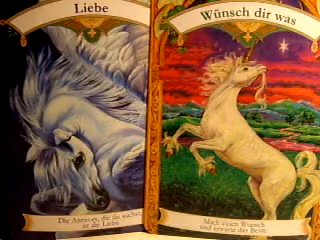 Liebe
Die Antwort, die du suchst,
ist die Liebe.
Wünsch dir was
Mach einen Wunsch
und erwarte das Beste.